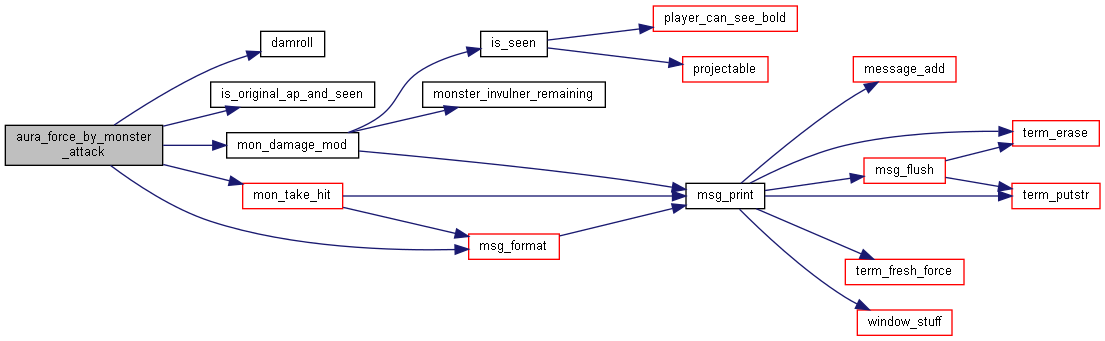 aura_force_by_monster
_attack
damroll
is_original_ap_and_seen
mon_damage_mod
mon_take_hit
is_seen
monster_invulner_remaining
msg_format
player_can_see_bold
projectable
msg_print
message_add
msg_flush
term_erase
term_putstr
term_fresh_force
window_stuff